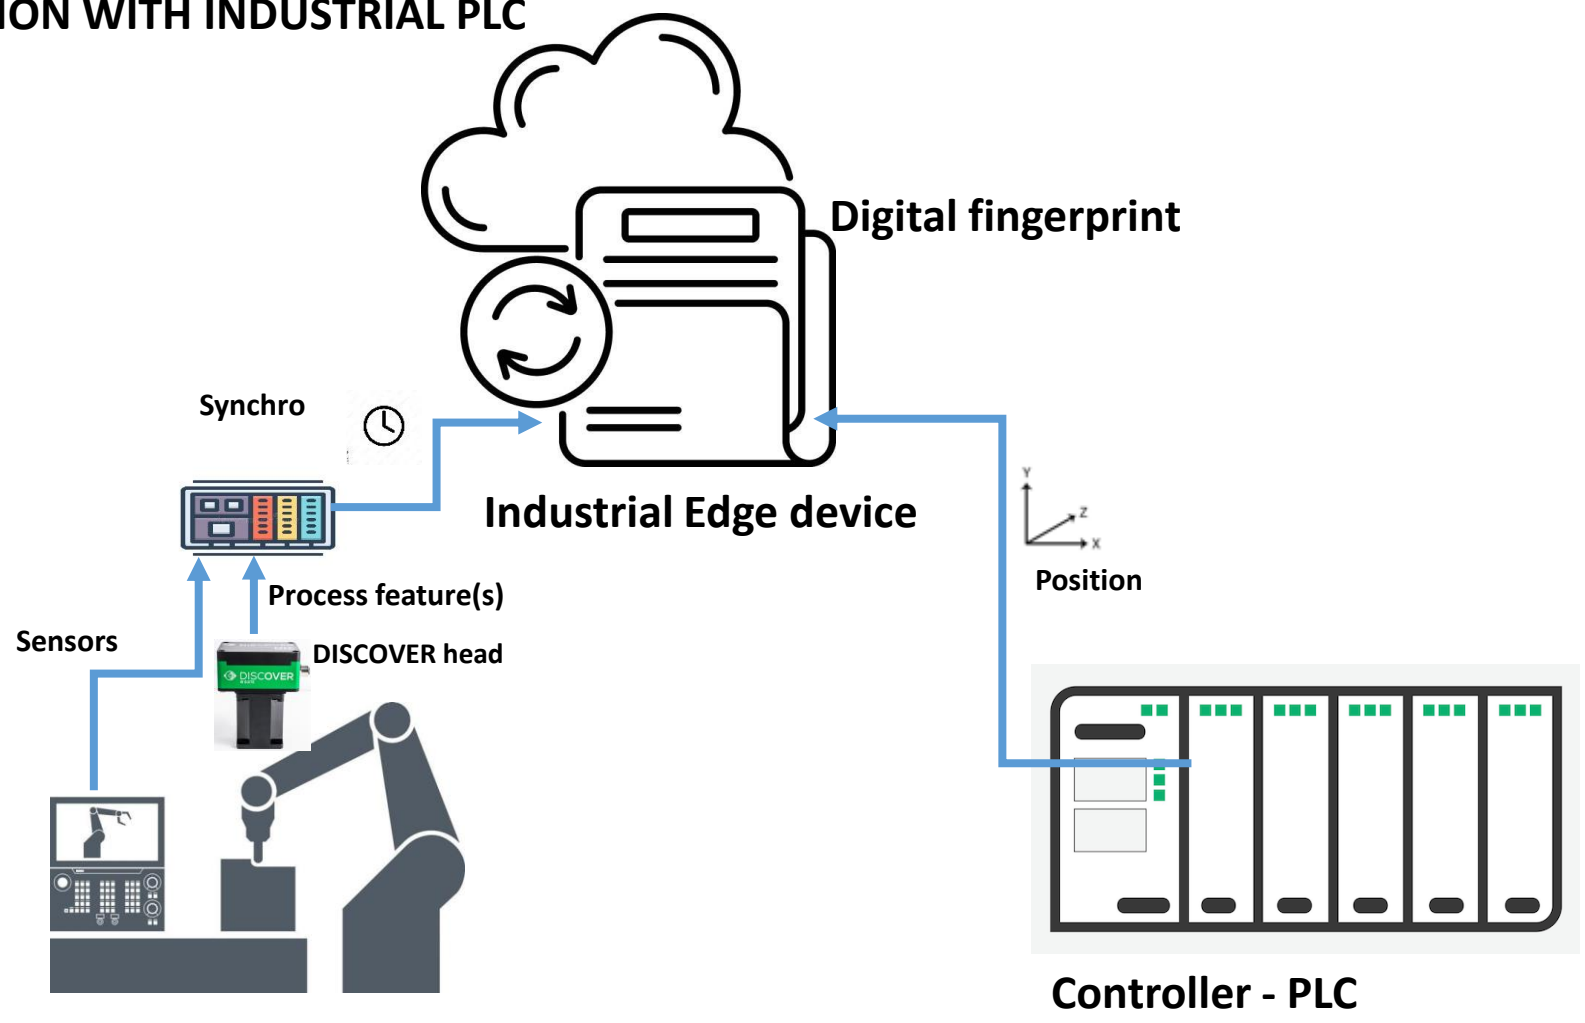 ION WITH INDUSTRIAL PLC
Digital fingerprint
Synchro
Industrial Edge device
Y
Z
X
Position
Process feature(s)
Sensors
DISCOVER head
DISCOVER
Controller - PLC